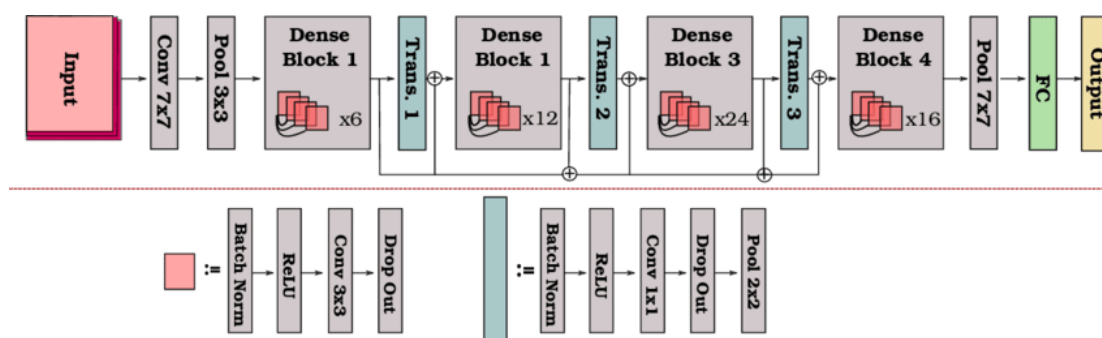 Input
Conv 7x7
Pool 3x3
Dense
Block 1
x6
Trans. 1
Dense
Block 1
x12
Trans. 2
Dense
Block 3
x24
Trans. 3
Dense
Block 4
x16
Pool 7x7
FC
Output
:=
Batch Norm
ReLU
Conv 3x3
Drop Out
:=
Batch Norm
ReLU
Conv 1x1
Drop Out
Pool 2x2